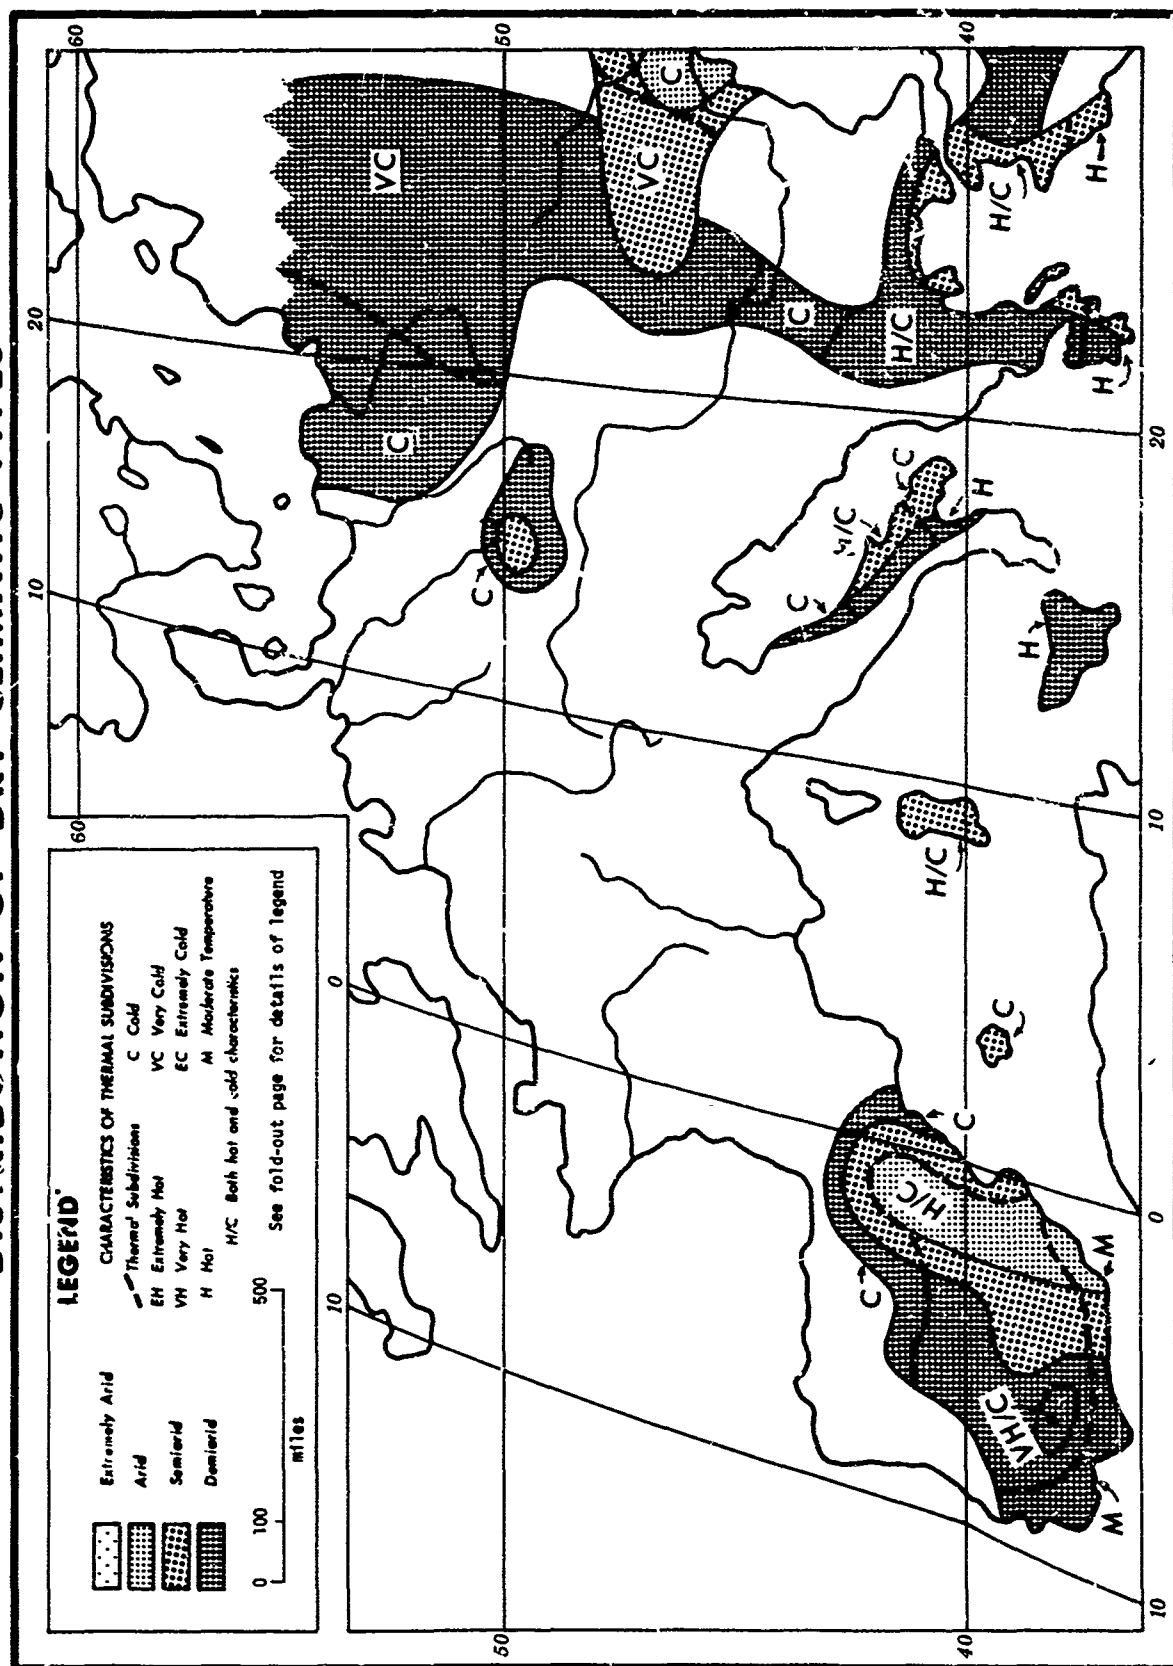 LEGEND
CHARACTERISTICS OF THERMAL SUBDIVISIONS
Extremely Arid
Arid
Semiarid
Demiarid
Thermal Subdivisions
EH Extremely Hot
VH Very Hot
H Hot
C Cold
VC Very Cold
EC Extremely Cold
M Moderate Temperature
H/C Both hot and cold characteristics
0 100 500
miles
See fold-out page for details of legend
60
60
50
50
40
40
10
0
10
20
10
0
10
20
C
VC
VC
C
C
H/C
H/C
H
H
C
C
C
H
H
H/C
C
C
C
H/C
VH/C
M
M